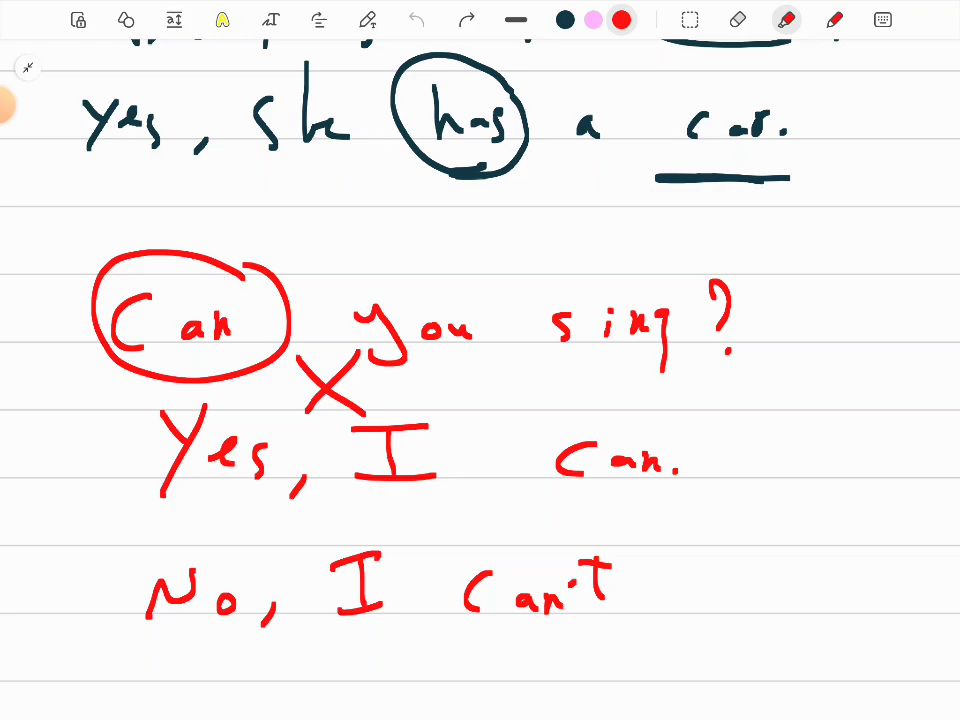 Yes, she has a car.
Can you sing?
Yes, I can.
No, I can't